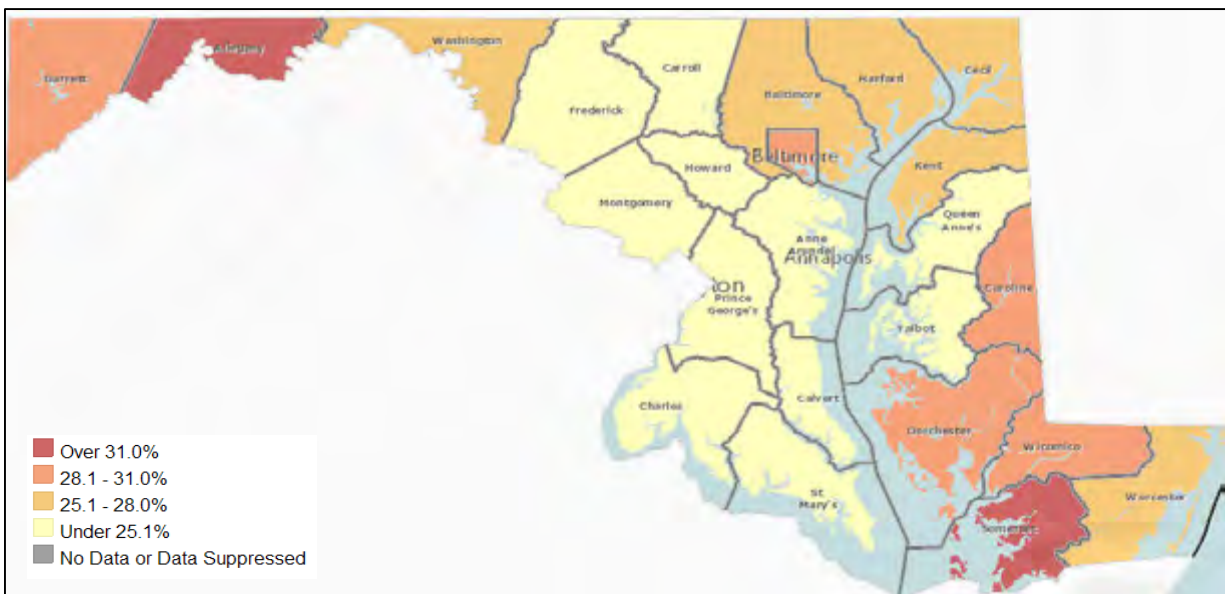 Garrett
Allegany
Washington
Frederick
Carroll
Baltimore
Harford
Cecil
Baltimore
Howard
Kent
Montgomery
Queen
Anne's
Anne
Arundel
Annapolis
ton
Prince
George's
Caroline
Talbot
Charles
Calvert
Dorchester
Wicomico
St
Mary's
Worcester
Somerset
Over 31.0%
28.1 - 31.0%
25.1 - 28.0%
Under 25.1%
No Data or Data Suppressed